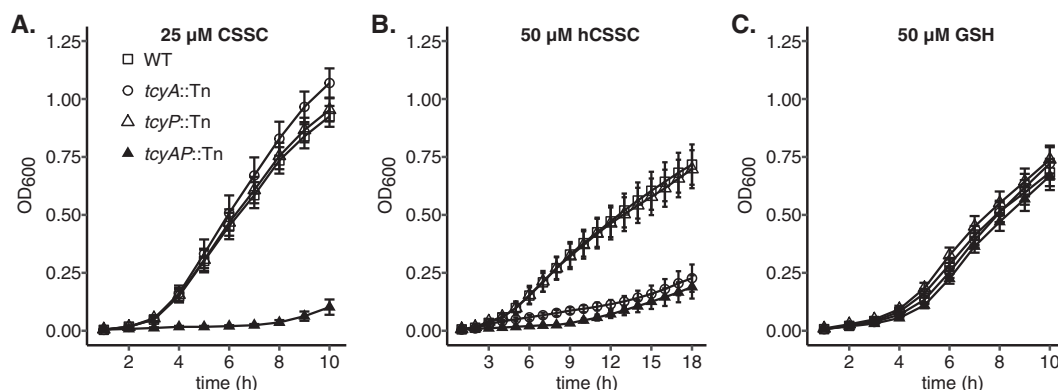 A.
25 µM CSSC
1.25
1.00
0.75
0.50
0.25
0.00
OD600
WT
tcyA::Tn
tcyP::Tn
tcyAP::Tn
2 4 6 8 10
time (h)
B.
50 µM hCSSC
1.25
1.00
0.75
0.50
0.25
0.00
OD600
3 6 9 12 15 18
time (h)
C.
50 µM GSH
1.25
1.00
0.75
0.50
0.25
0.00
OD600
2 4 6 8 10
time (h)